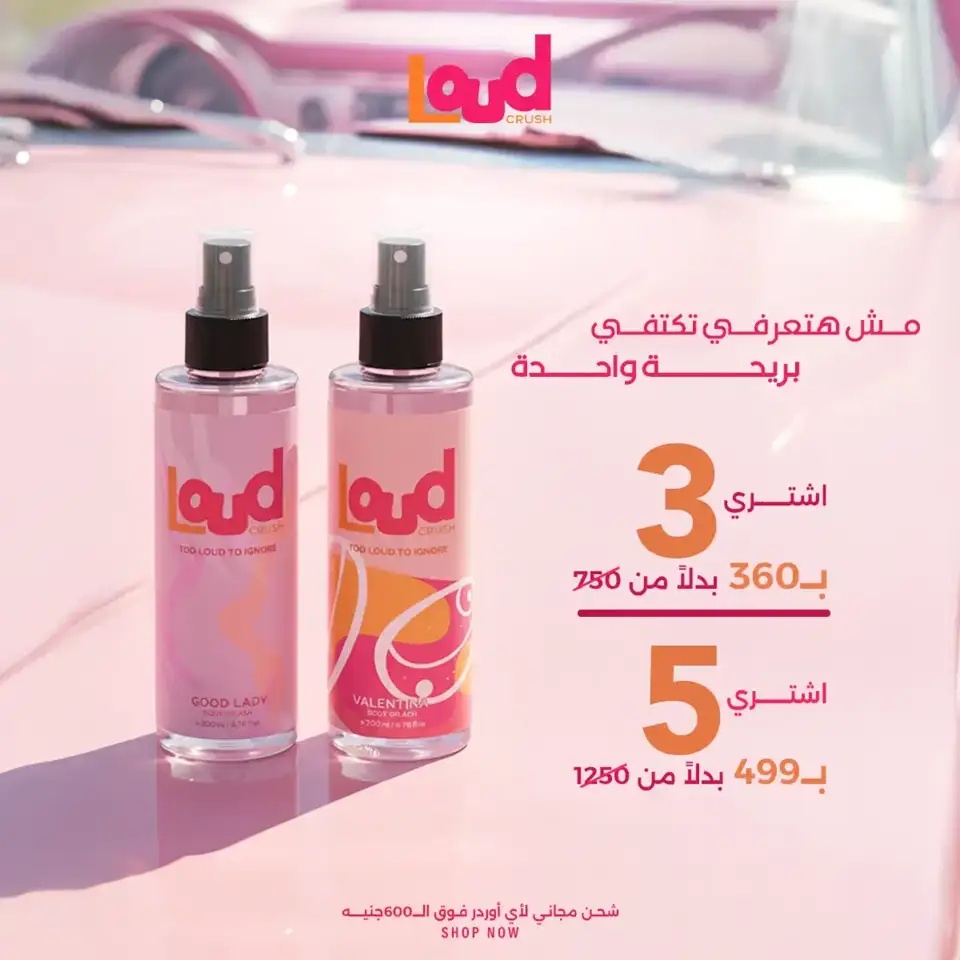 Loud
CRUSH
مش هتعرفي تكتفي
بريحة واحدة
اشتري 3
بـ360 بدلاً من 750
اشتري 5
بـ499 بدلاً من 1250
Loud
CRUSH
TOO LOUD TO IGNORE
GOOD LADY
Loud
CRUSH
TOO LOUD TO IGNORE
VALENTINA
شحن مجاني لأي أوردر فوق الـ600جنيه
SHOP NOW